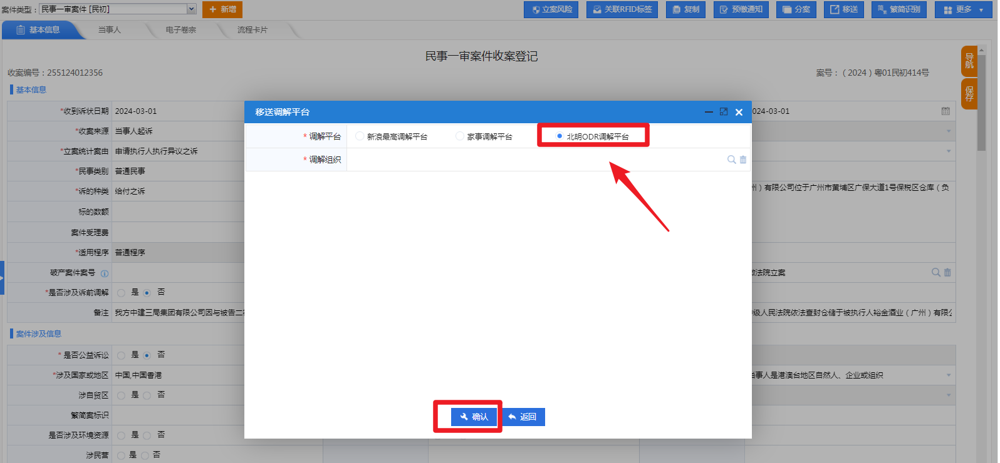 案件类型： 民事一审案件 [民初] 新增 立案风险 关联RFID标签 复制 预缴通知 分案 移送 繁简识别 更多
基本信息 当事人 电子卷宗 流程卡片
民事一审案件收案登记
导航
保存
收案编号：255124012356 案号：（2024）粤01民初414号
基本信息
移送调解平台
*收到诉状日期 2024-03-01 024-03-01
*收案来源 当事人起诉
* 调解平台 新浪最高调解平台 家事调解平台 北明ODR调解平台
*立案统计案由 申请执行人执行异议之诉
* 调解组织
*民事类别 普通民事
*诉的种类 给付之诉 州）有限公司位于广州市黄埔区广保大道1号保税区仓库（负
标的数额
案件受理费
*适用程序 普通程序
破产案件案号 法院立案
*是否涉及诉前调解 是 否
备注 我方中建三局集团有限公司因与被告二 级人民法院依法查封仓储于被执行人裕金酒业（广州）有限公
案件涉及信息
* 是否公益诉讼 是 否
*涉及国家或地区 中国,中国香港 当事人是港澳台地区自然人、企业或组织
涉自贸区 是 否
繁简案标识
确认 返回
是否涉及环境资源 是 否
涉民营 是 否